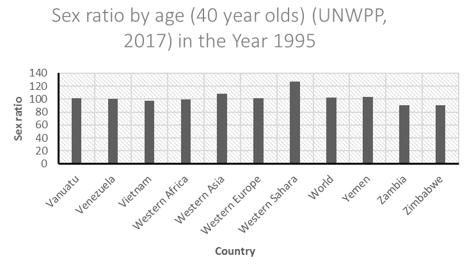 Sex ratio by age (40 year olds) (UNWPP,
2017) in the Year 1995
140
120
100
80
60
40
20
0
Sex ratio
Vanuatu
Venezuela
Vietnam
Western Africa
Western Asia
Western Europe
Western Sahara
World
Yemen
Zambia
Zimbabwe
Country